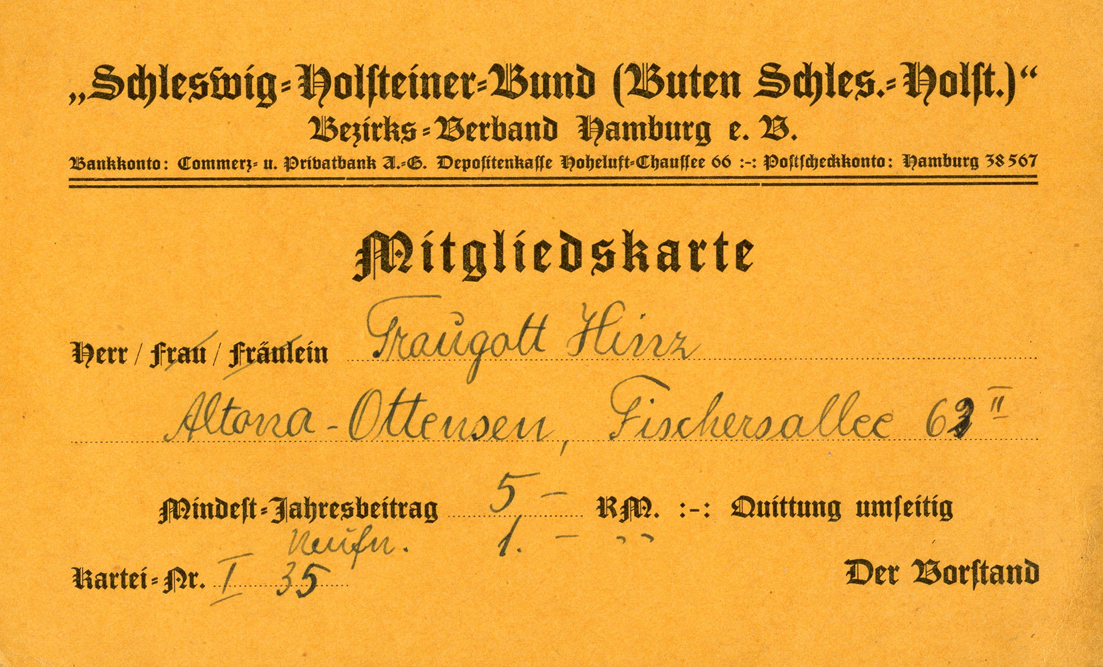 „Schleswig-Holsteiner-Bund (Buten Schles.-Holst.)“
Bezirks-Verband Hamburg e. V.
Bankkonto: Commerz- u. Privatbank A.-G. Depositenkasse Hoheluft-Chaussee 66 :-: Postscheckkonto: Hamburg 38567
Mitgliedskarte
Herr / Frau / Fräulein Traugott Hinz
Altona-Ottensen, Fischersallee 63 II
Mindest-Jahresbeitrag 5 – RM. :-: Quittung umseitig
1. – "
Kartei-Nr. I 35
Der Vorstand